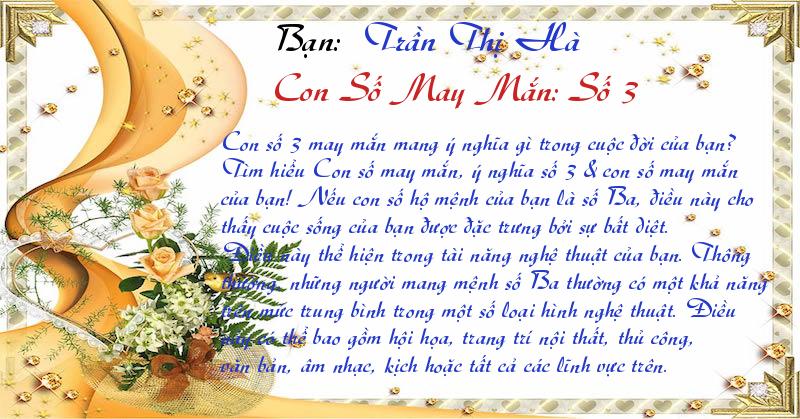 Bạn: Trần Thị Hà
Con Số May Mắn: Số 3
Con số 3 may mắn mang ý nghĩa gì trong cuộc đời của bạn?
Tìm hiểu Con số may mắn, ý nghĩa số 3 & con số may mắn
của bạn! Nếu con số hộ mệnh của bạn là số Ba, điều này cho
thấy cuộc sống của bạn được đặc trưng bởi sự bất diệt.
Điều này thể hiện trong tài năng nghệ thuật của bạn. Thông
thường, những người mang mệnh số Ba thường có một khả năng
trên mức trung bình trong một số loại hình nghệ thuật. Điều
này có thể bao gồm hội họa, trang trí nội thất, thủ công,
văn bản, âm nhạc, kịch hoặc tất cả các lĩnh vực trên.